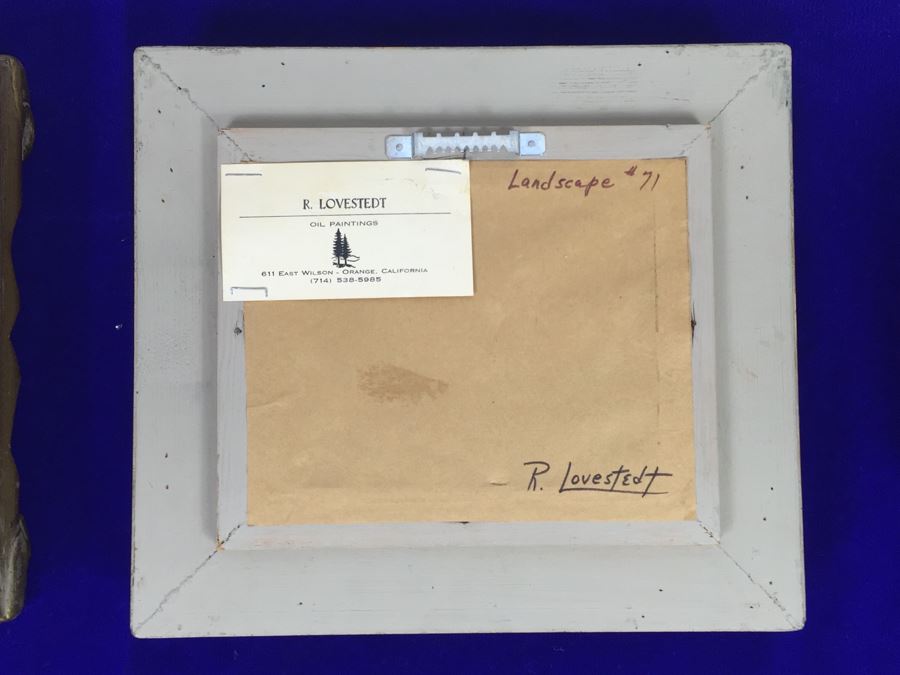 Landscape #71
R. LOVESTEDT
OIL PAINTINGS
611 EAST WILSON - ORANGE, CALIFORNIA
(714) 538-5985
R. Lovestedt